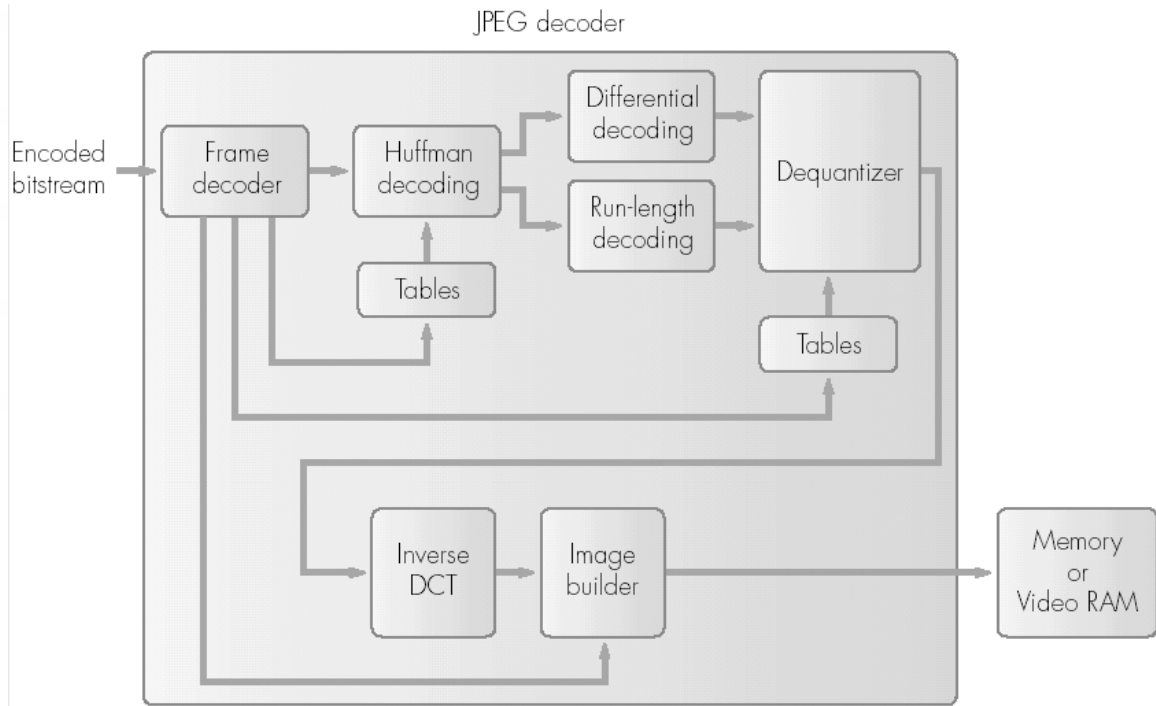 JPEG decoder
Encoded
bitstream
Frame
decoder
Huffman
decoding
Differential
decoding
Run-length
decoding
Dequantizer
Tables
Tables
Inverse
DCT
Image
builder
Memory
or
Video RAM